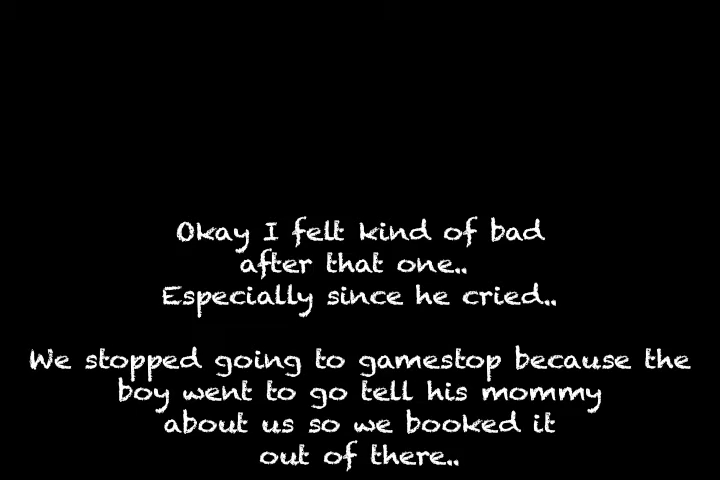 Okay I felt kind of bad
after that one..
Especially since he cried..
We stopped going to gamestop because the
boy went to go tell his mommy
about us so we booked it
out of there..